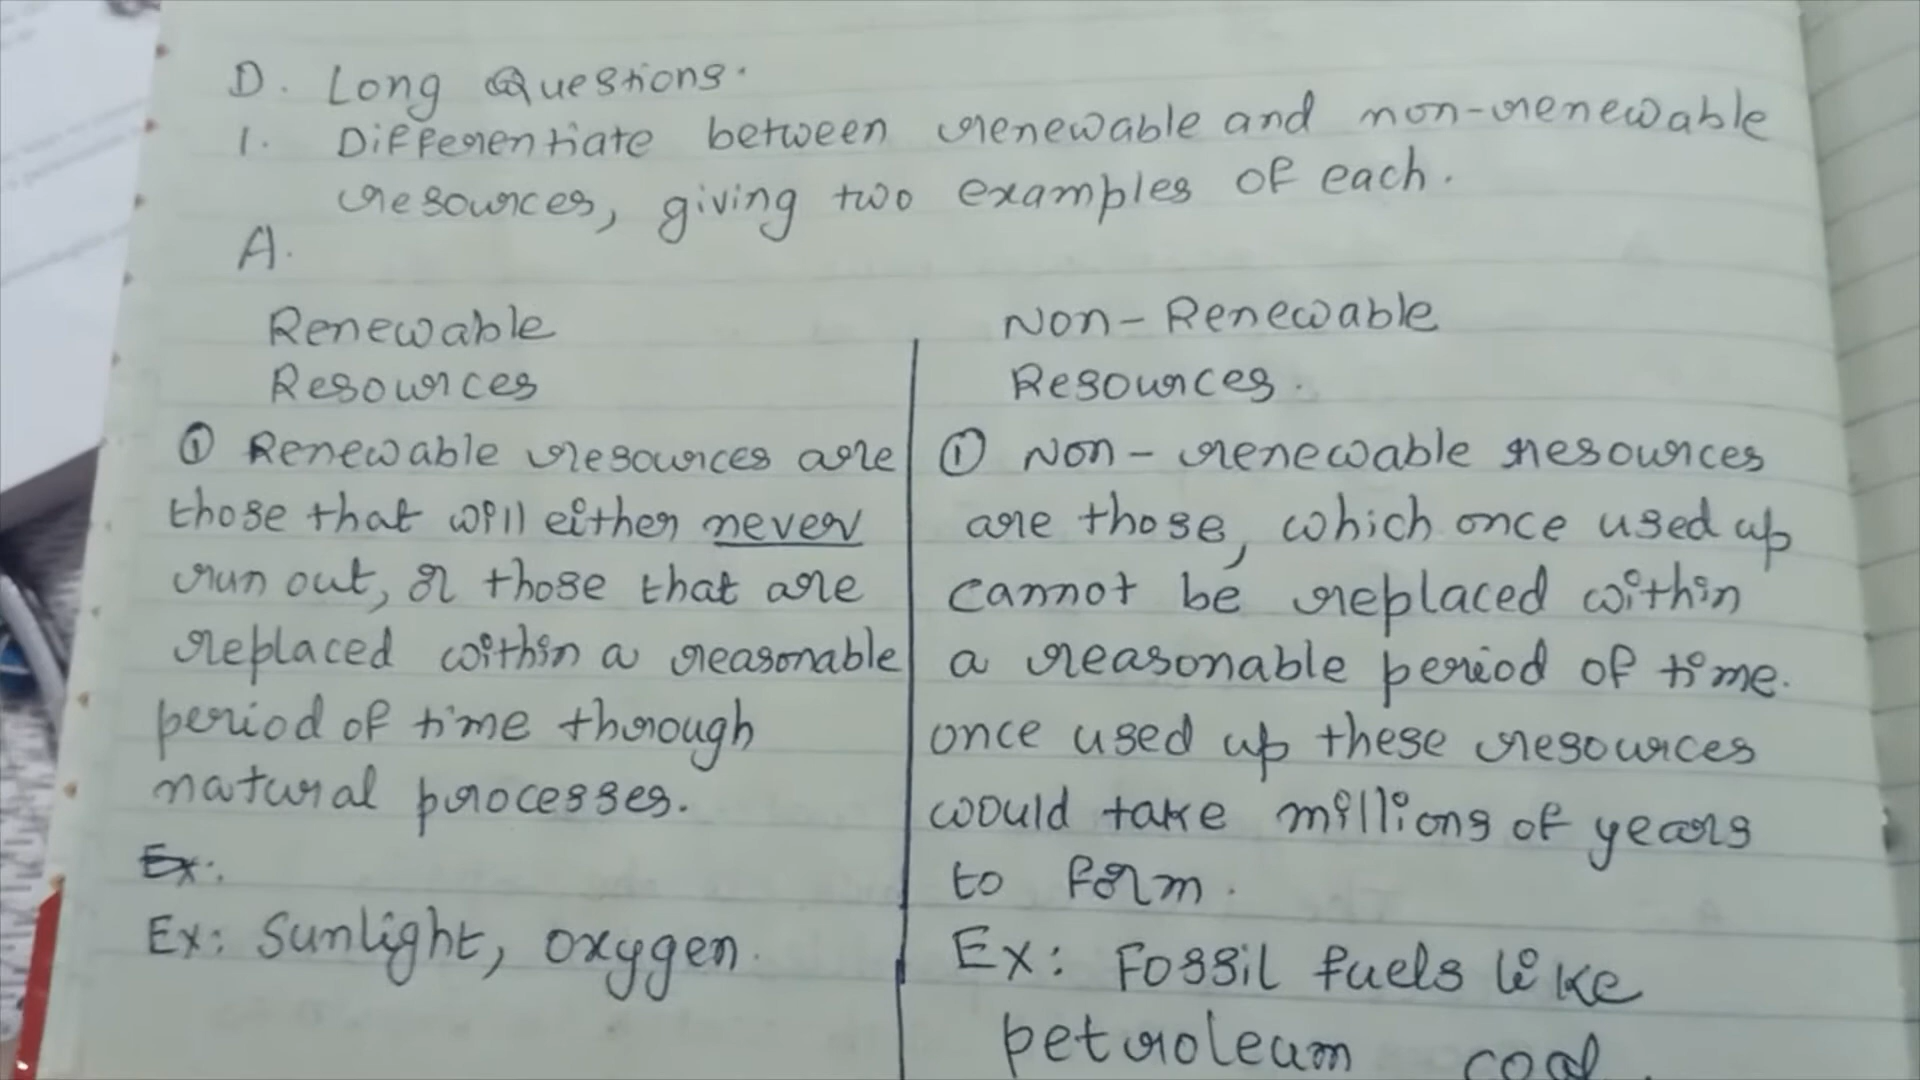 D. Long Questions.
1. Differentiate between renewable and non-renewable
resources, giving two examples of each.
A.
Renewable
Resources
① Renewable resources are
those that will either never
run out, or those that are
replaced within a reasonable
period of time through
natural processes.
Ex:
Ex: Sunlight, oxygen.
Non-Renewable
Resources.
① Non-renewable resources
are those, which once used up
cannot be replaced within
a reasonable period of time.
once used up these resources
would take millions of years
to form.
Ex: Fossil fuels like
petroleum coal.